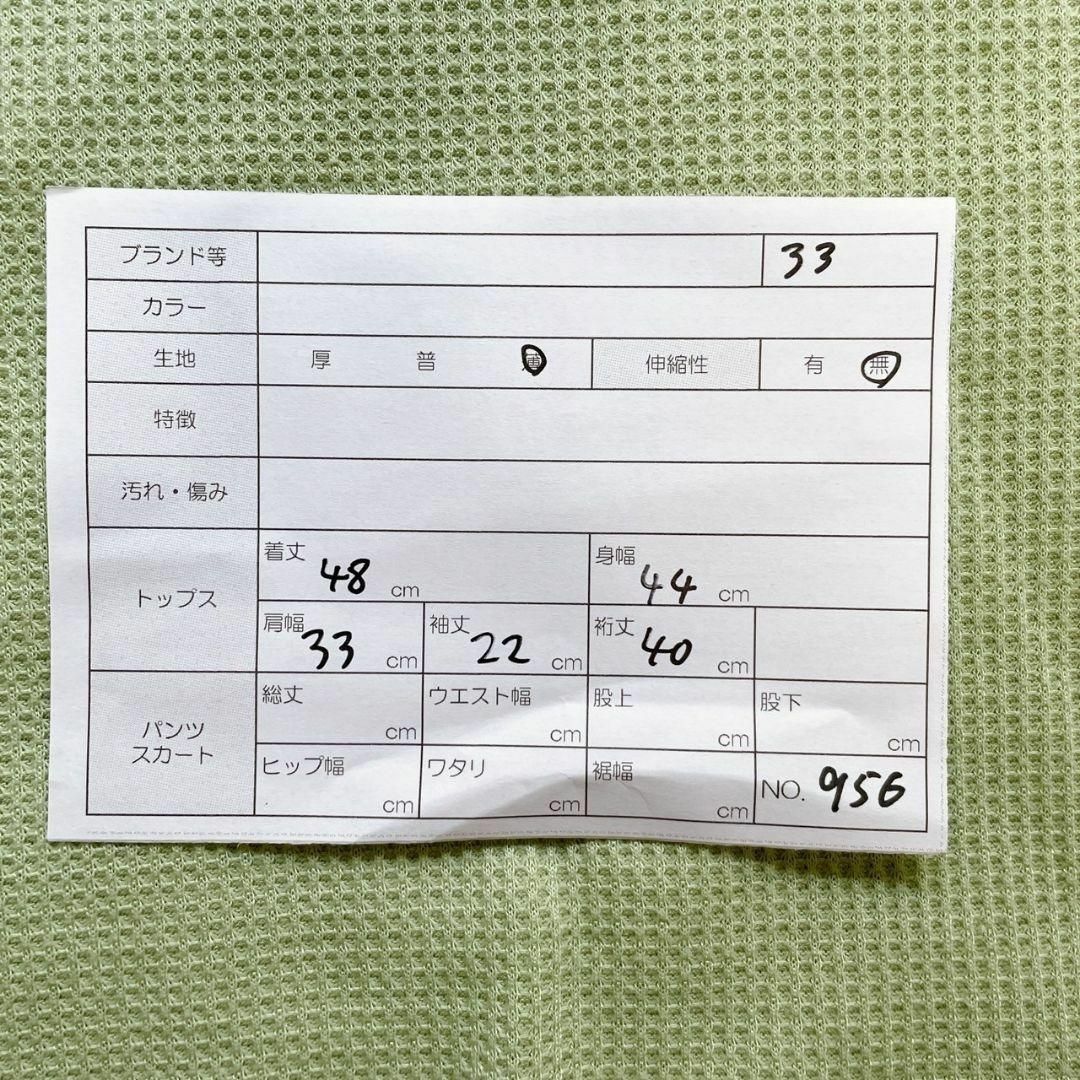 ブランド等 33
カラー
生地 厚 普 薄 伸縮性 有 無
特徴
汚れ・傷み
トップス
着丈 48 cm 身幅 44 cm
肩幅 33 cm 袖丈 22 cm 裄丈 40 cm
パンツ
スカート
総丈 cm ウエスト幅 cm 股上 cm 股下 cm
ヒップ幅 cm ワタリ cm 裾幅 cm NO. 956